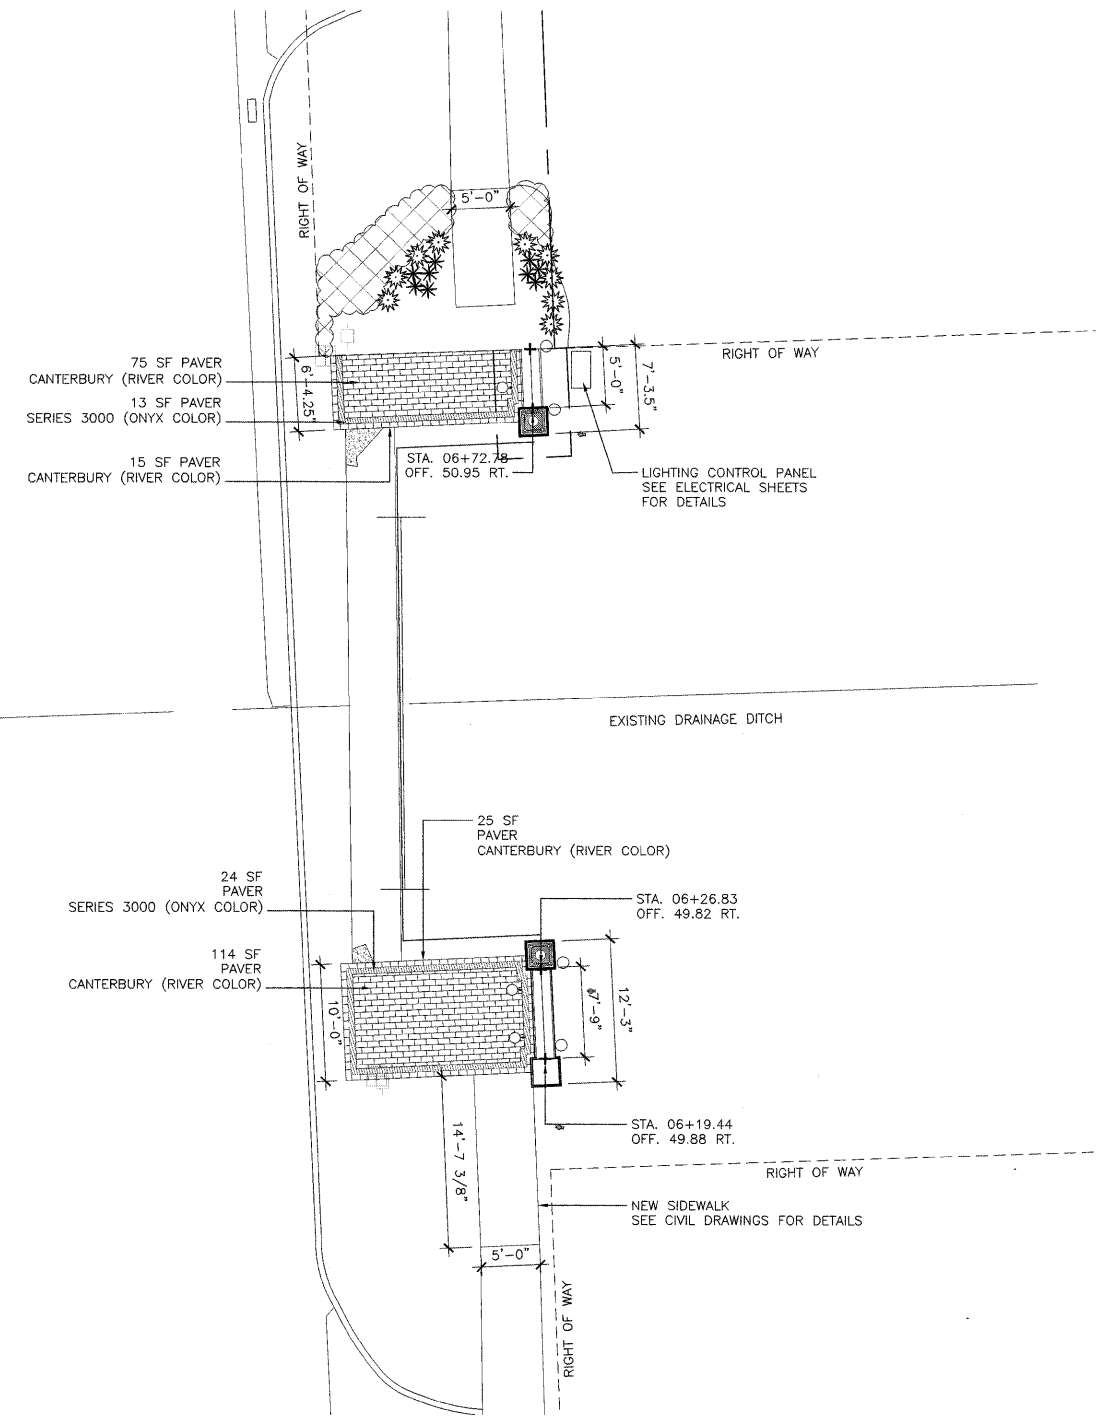 RIGHT OF WAY
5'-0"
75 SF PAVER
CANTERBURY (RIVER COLOR)
13 SF PAVER
SERIES 3000 (ONYX COLOR)
15 SF PAVER
CANTERBURY (RIVER COLOR)
6'-4.25"
RIGHT OF WAY
5'-0"
7'-3.5"
STA. 06+72.78
OFF. 50.95 RT.
LIGHTING CONTROL PANEL
SEE ELECTRICAL SHEETS
FOR DETAILS
EXISTING DRAINAGE DITCH
25 SF
PAVER
CANTERBURY (RIVER COLOR)
24 SF
PAVER
SERIES 3000 (ONYX COLOR)
114 SF
PAVER
CANTERBURY (RIVER COLOR)
STA. 06+26.83
OFF. 49.82 RT.
10'-0"
7'-9"
12'-3"
STA. 06+19.44
OFF. 49.88 RT.
14'-7 3/8"
RIGHT OF WAY
NEW SIDEWALK
SEE CIVIL DRAWINGS FOR DETAILS
5'-0"
RIGHT OF WAY